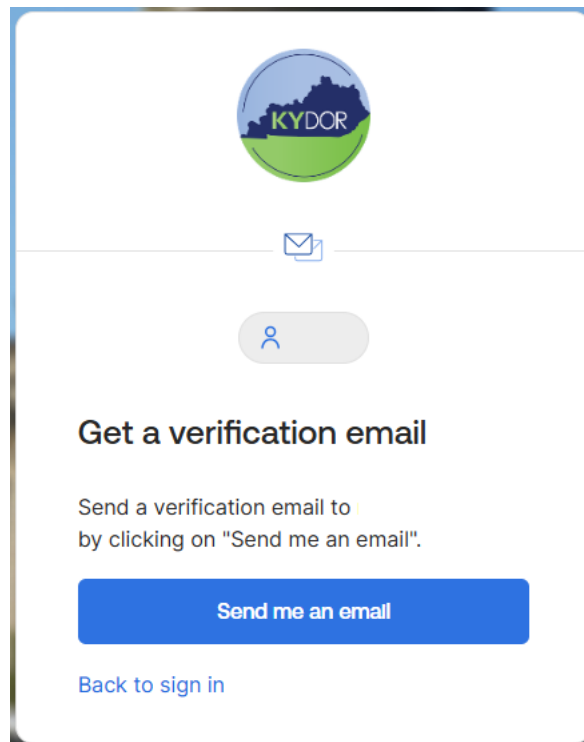 KYDOR
Get a verification email
Send a verification email to
by clicking on "Send me an email".
Send me an email
Back to sign in